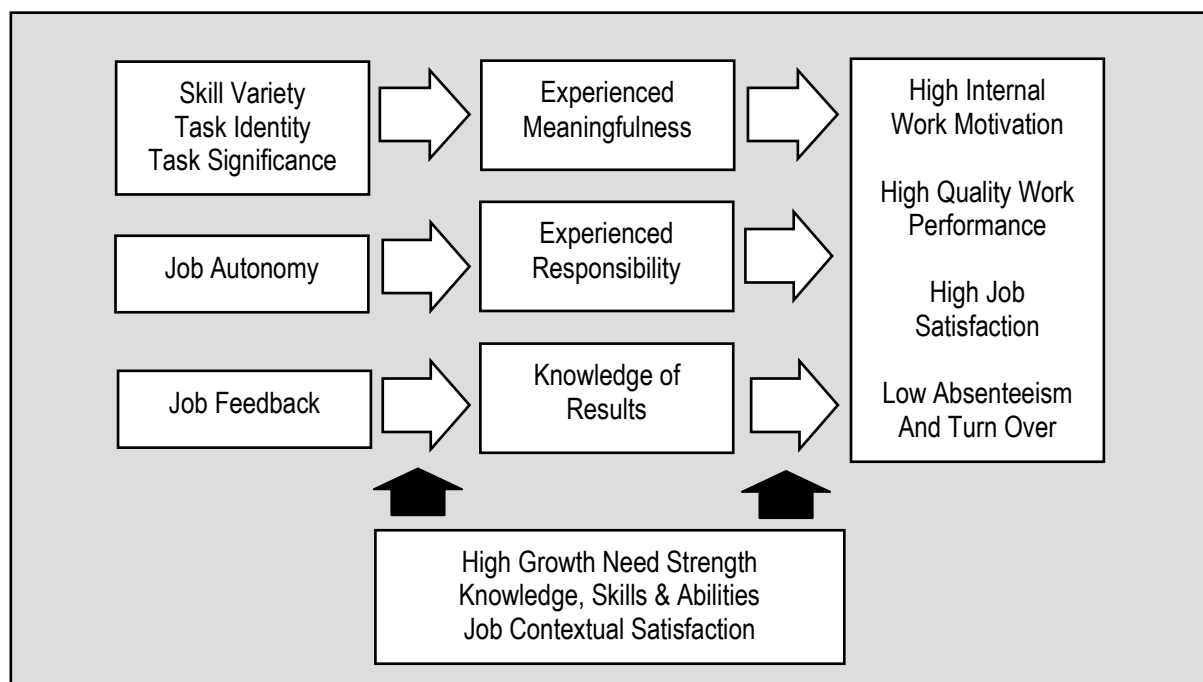 Skill Variety
Task Identity
Task Significance
Experienced
Meaningfulness
High Internal
Work Motivation
High Quality Work
Performance
High Job
Satisfaction
Low Absenteeism
And Turn Over
Job Autonomy
Experienced
Responsibility
Job Feedback
Knowledge of
Results
High Growth Need Strength
Knowledge, Skills & Abilities
Job Contextual Satisfaction